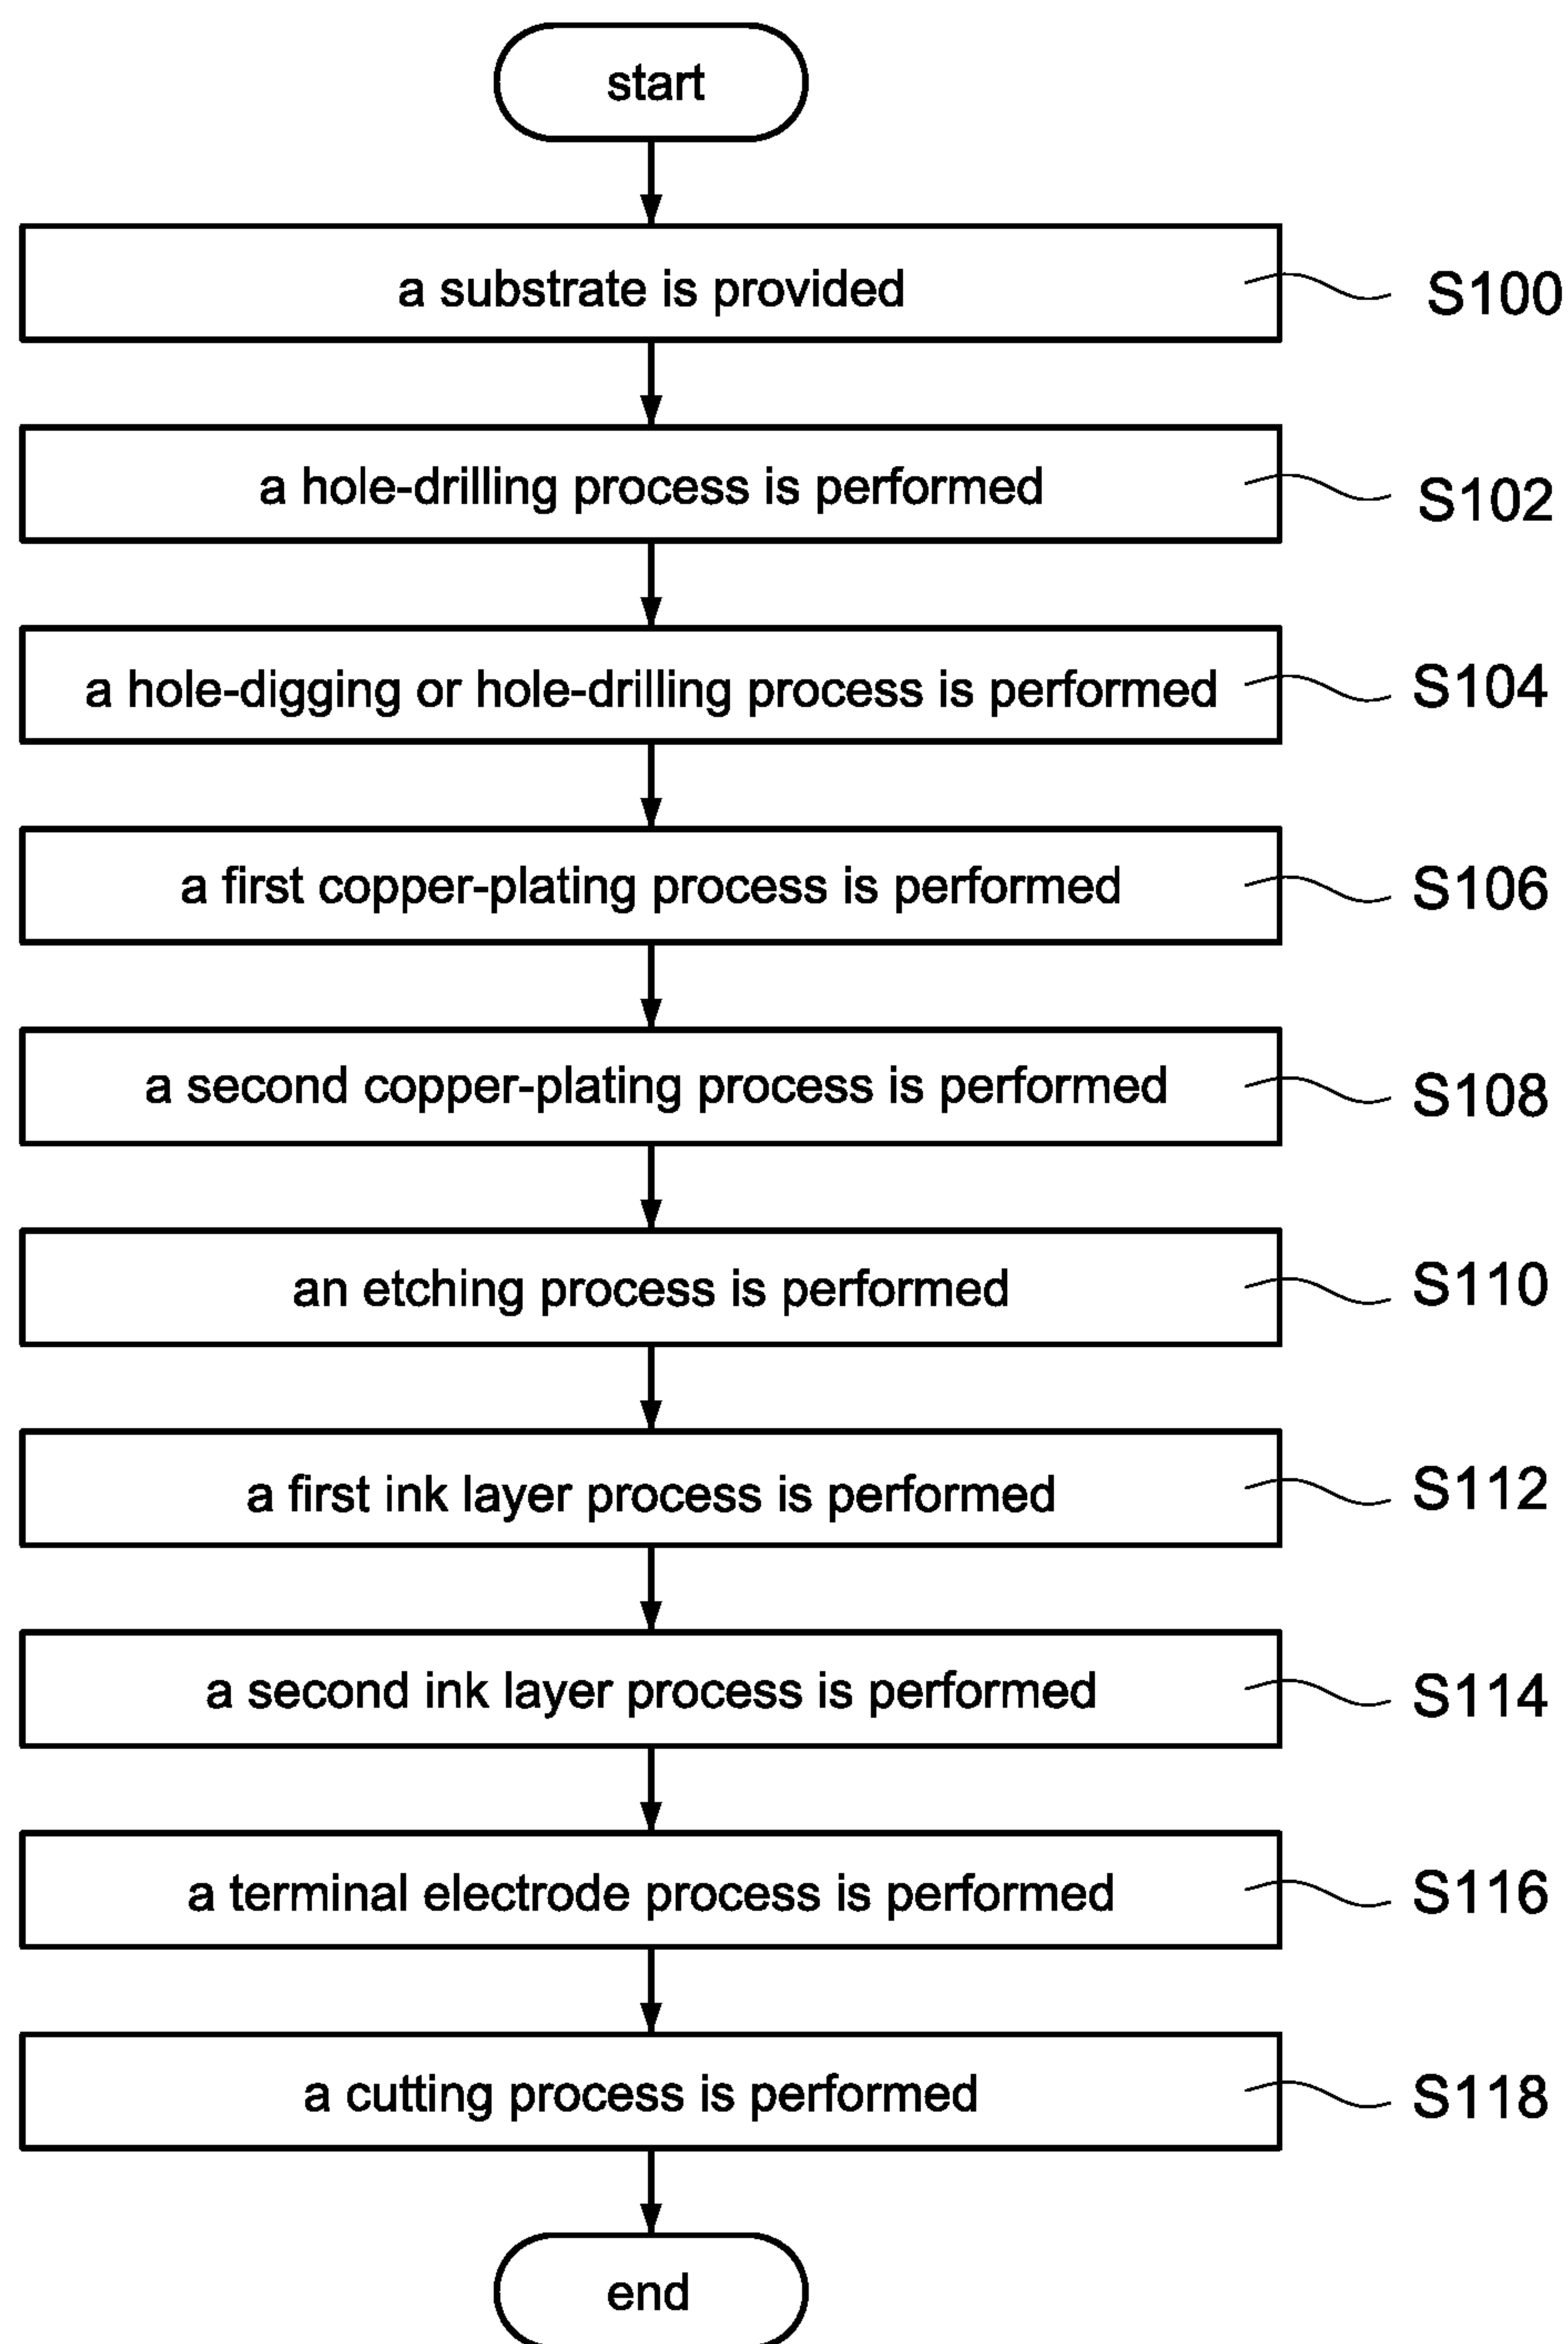 start
a substrate is provided
S100
a hole-drilling process is performed
S102
a hole-digging or hole-drilling process is performed
S104
a first copper-plating process is performed
S106
a second copper-plating process is performed
S108
an etching process is performed
S110
a first ink layer process is performed
S112
a second ink layer process is performed
S114
a terminal electrode process is performed
S116
a cutting process is performed
S118
end